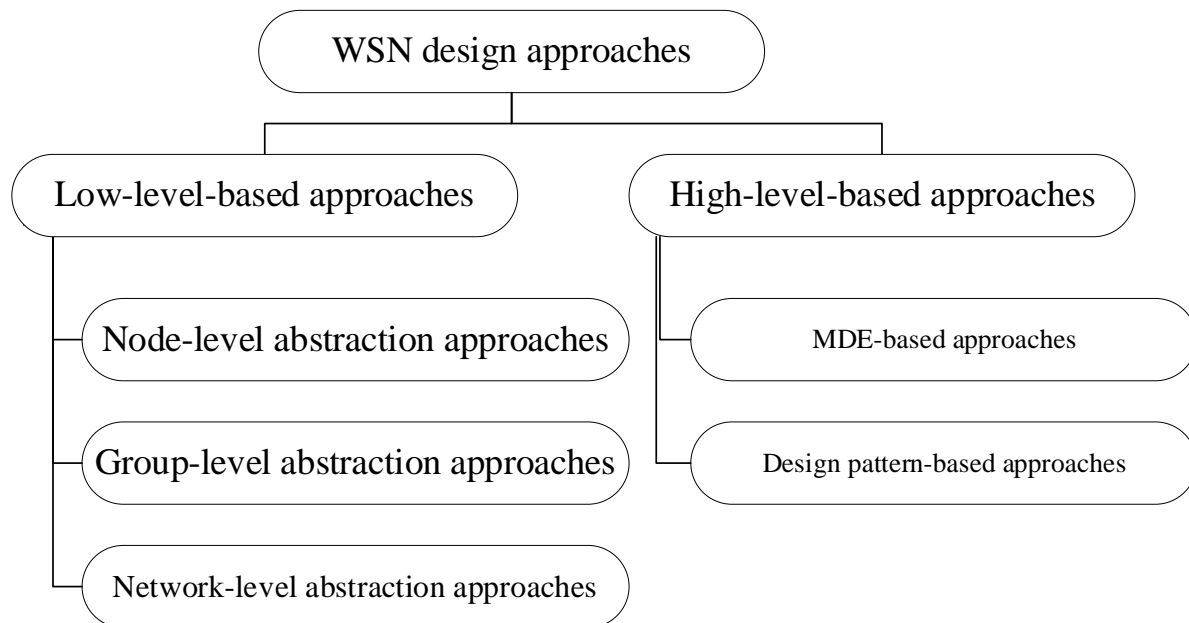 WSN design approaches
Low-level-based approaches
High-level-based approaches
Node-level abstraction approaches
MDE-based approaches
Group-level abstraction approaches
Design pattern-based approaches
Network-level abstraction approaches